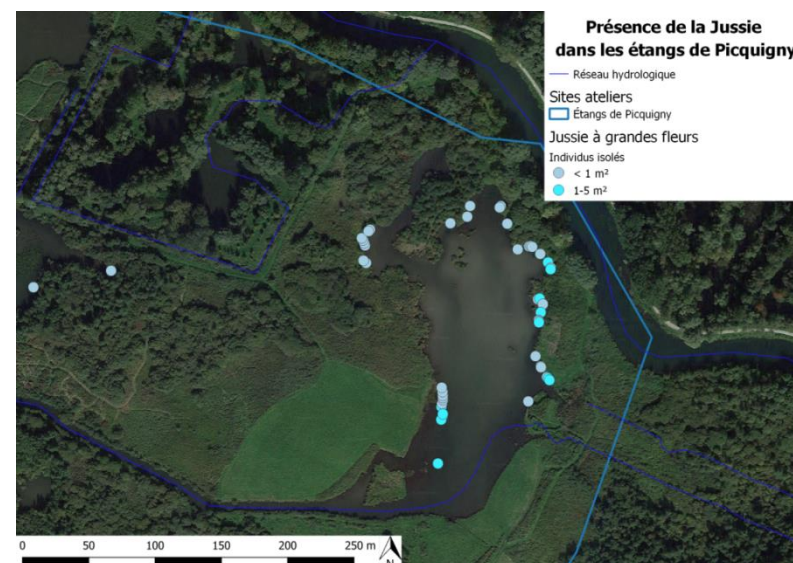 Présence de la Jussie
dans les étangs de Picquigny
Réseau hydrologique
Sites ateliers
Étangs de Picquigny
Jussie à grandes fleurs
Individus isolés
< 1 m²
1-5 m²
0 50 100 150 200 250 m
N